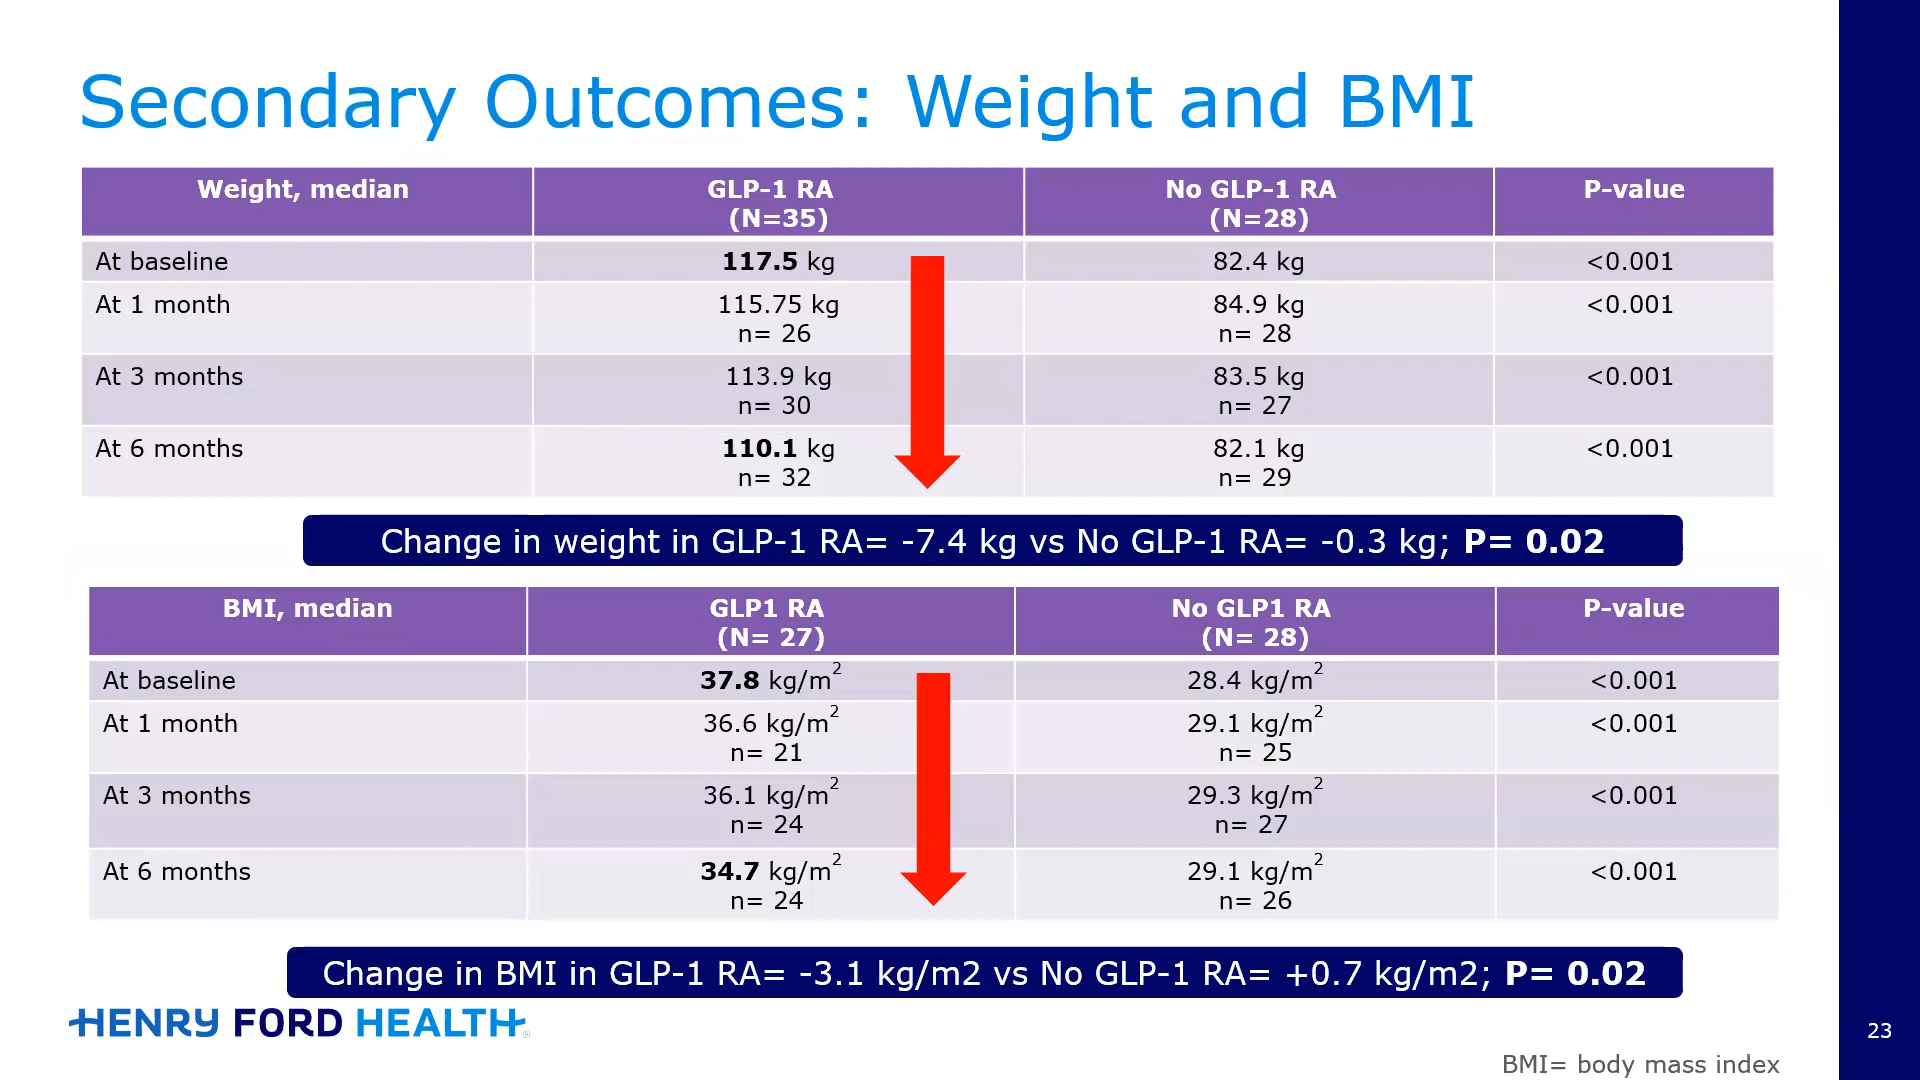 Secondary Outcomes: Weight and BMI
Weight, median GLP-1 RA No GLP-1 RA P-value
(N=35) (N=28)
At baseline 117.5 kg 82.4 kg <0.001
At 1 month 115.75 kg 84.9 kg <0.001
n= 26 n= 28
At 3 months 113.9 kg 83.5 kg <0.001
n= 30 n= 27
At 6 months 110.1 kg 82.1 kg <0.001
n= 32 n= 29
Change in weight in GLP-1 RA= -7.4 kg vs No GLP-1 RA= -0.3 kg; P= 0.02
BMI, median GLP1 RA No GLP1 RA P-value
(N= 27) (N= 28)
At baseline 37.8 kg/m² 28.4 kg/m² <0.001
At 1 month 36.6 kg/m² 29.1 kg/m² <0.001
n= 21 n= 25
At 3 months 36.1 kg/m² 29.3 kg/m² <0.001
n= 24 n= 27
At 6 months 34.7 kg/m² 29.1 kg/m² <0.001
n= 24 n= 26
Change in BMI in GLP-1 RA= -3.1 kg/m2 vs No GLP-1 RA= +0.7 kg/m2; P= 0.02
HENRY FORD HEALTH®
23
BMI= body mass index